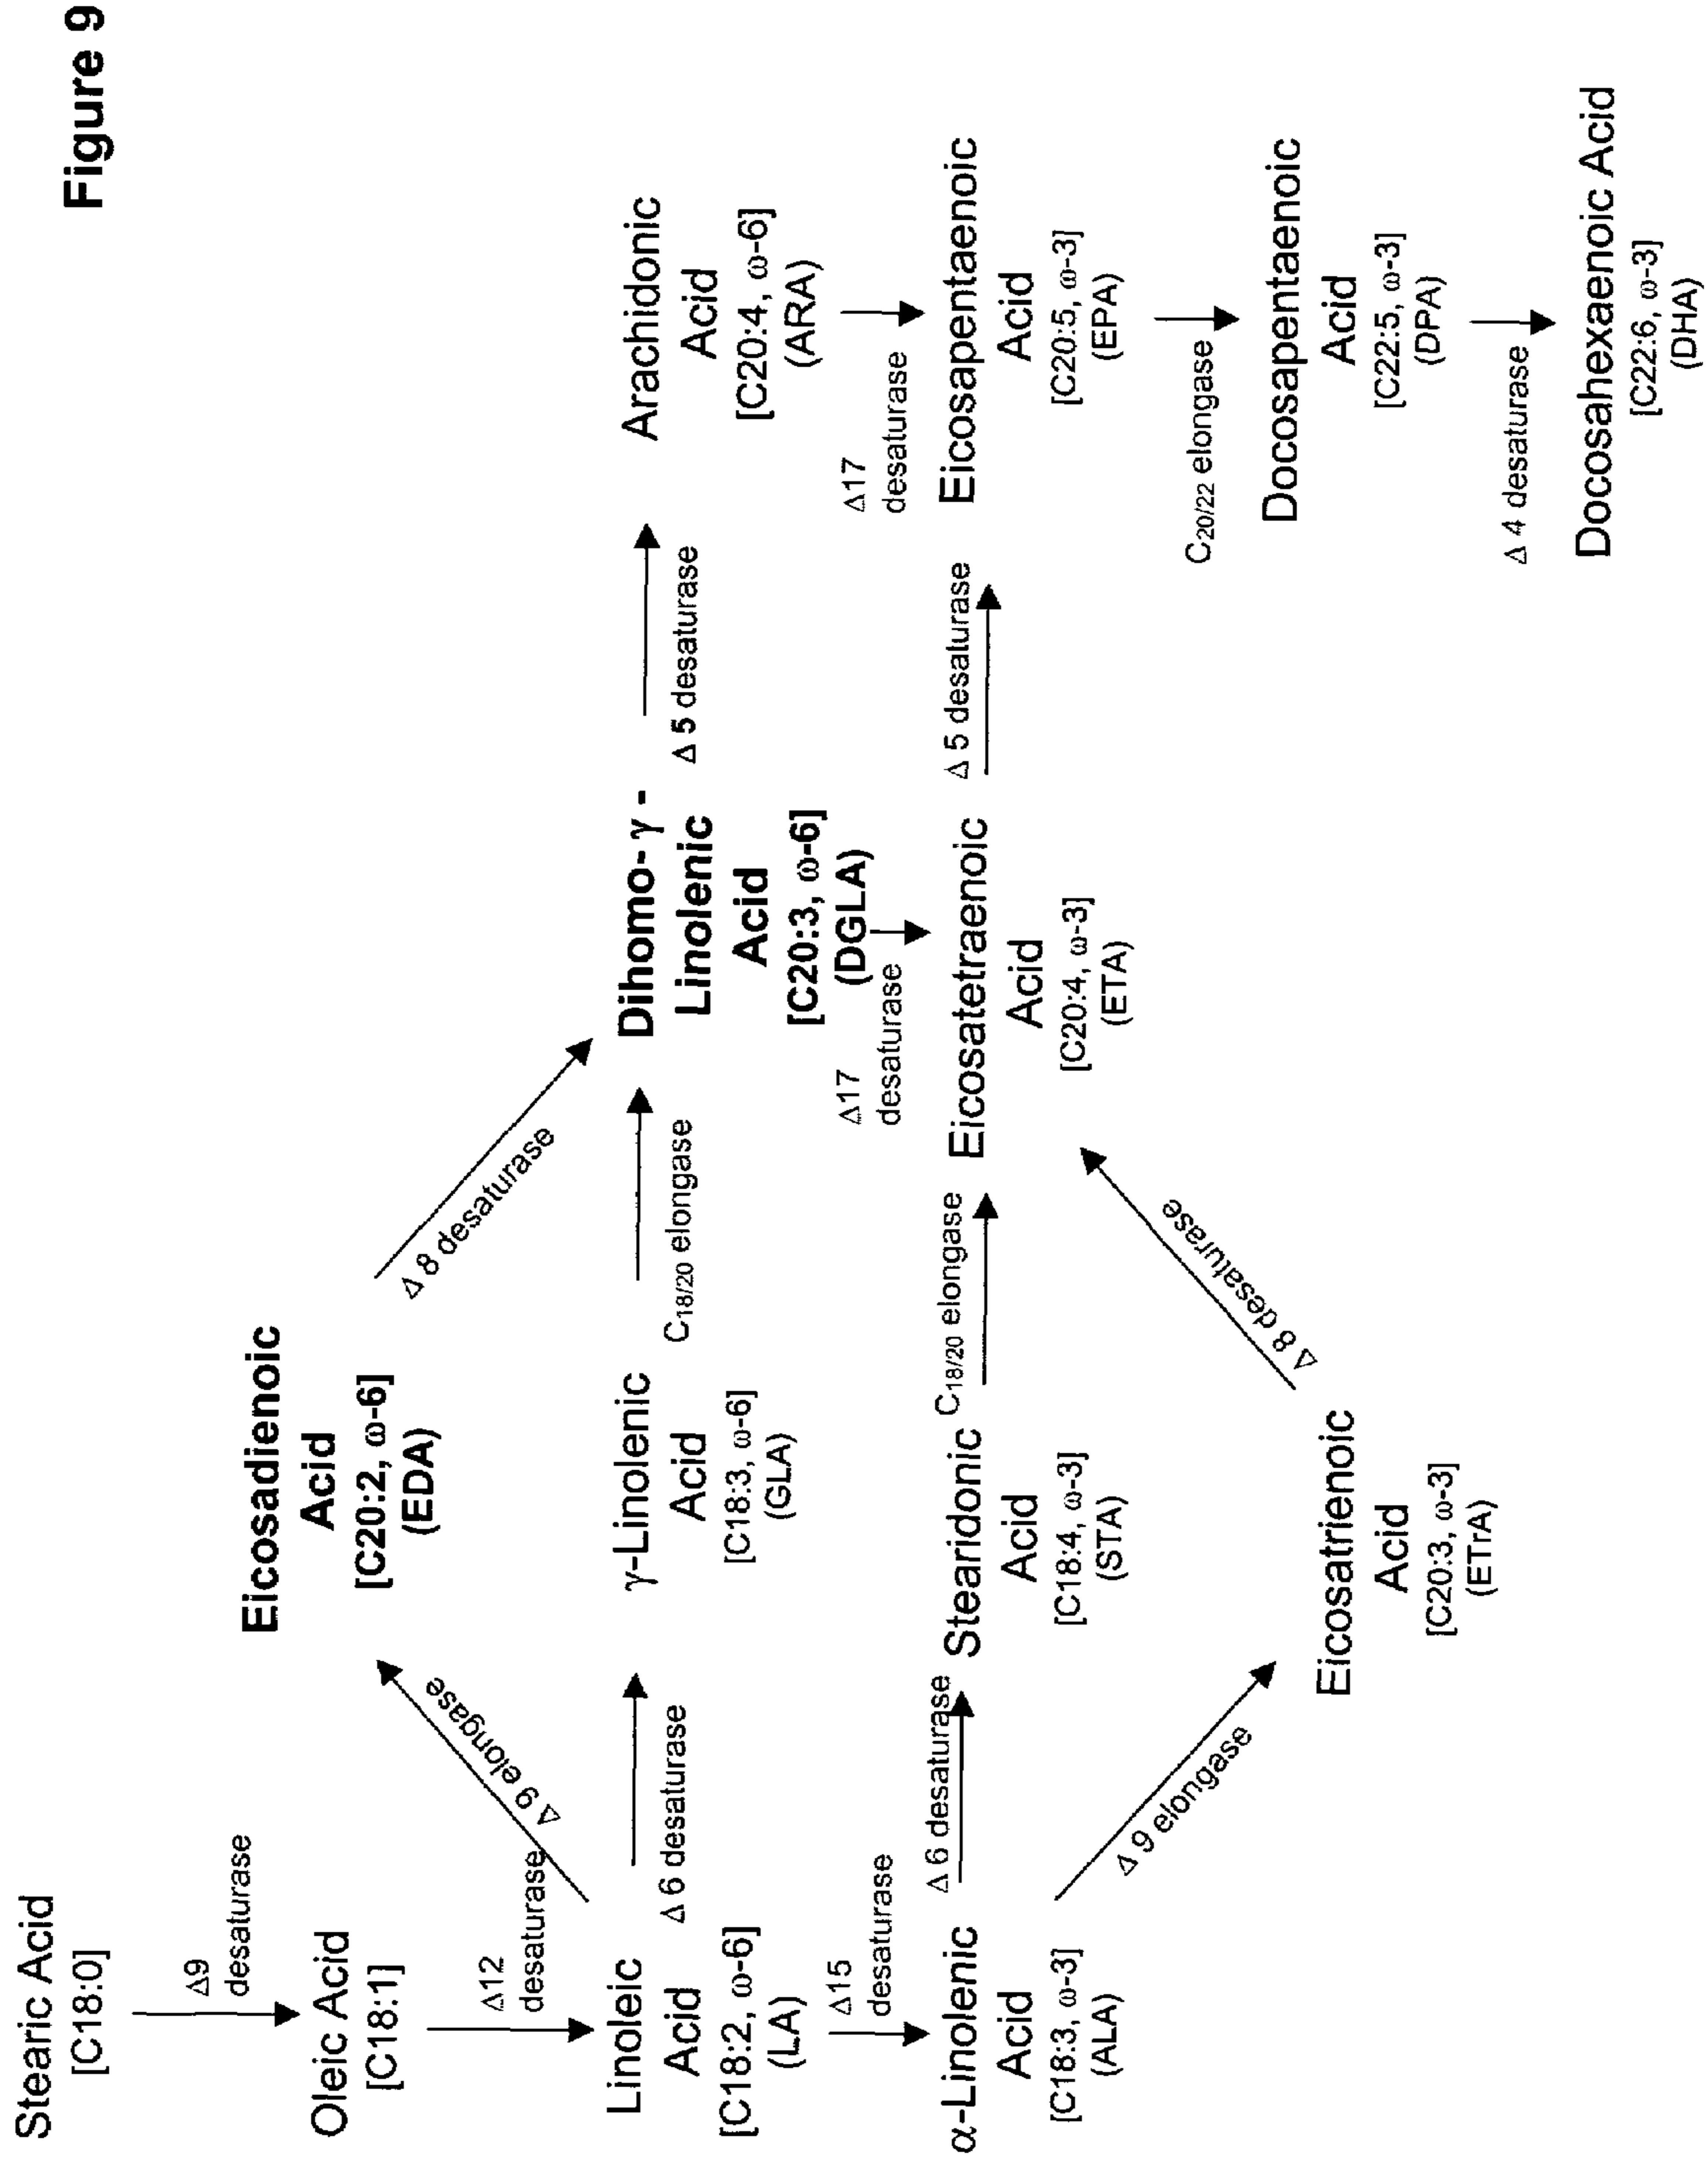 Figure 9
Stearic Acid
[C18:0]
Δ9
desaturase
Oleic Acid
[C18:1]
Δ12
desaturase
Linoleic
Acid
[C18:2, ω-6]
(LA)
Δ15
desaturase
α-Linolenic
Acid
[C18:3, ω-3]
(ALA)
Δ 9 elongase
Δ 6 desaturase
Δ 6 desaturase
Δ 9 elongase
Eicosadienoic
Acid
[C20:2, ω-6]
(EDA)
γ-Linolenic
Acid
[C18:3, ω-6]
(GLA)
Stearidonic
Acid
[C18:4, ω-3]
(STA)
Eicosatrienoic
Acid
[C20:3, ω-3]
(ETrA)
Δ 8 desaturase
C18/20 elongase
C18/20 elongase
Δ 8 desaturase
Dihomo- γ -
Linolenic
Acid
[C20:3, ω-6]
(DGLA)
Δ17
desaturase
Eicosatetraenoic
Acid
[C20:4, ω-3]
(ETA)
Δ 5 desaturase
Δ 5 desaturase
Arachidonic
Acid
[C20:4, ω-6]
(ARA)
Δ17
desaturase
Eicosapentaenoic
Acid
[C20:5, ω-3]
(EPA)
C20/22 elongase
Docosapentaenoic
Acid
[C22:5, ω-3]
(DPA)
Δ 4 desaturase
Docosahexaenoic Acid
[C22:6, ω-3]
(DHA)